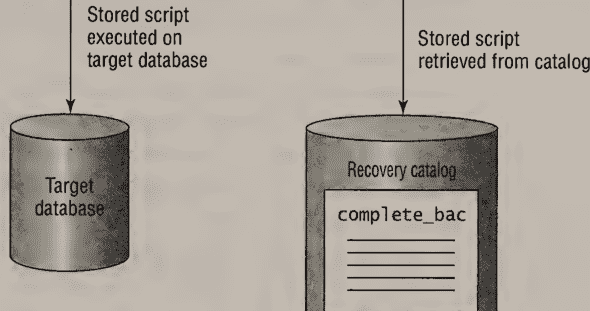 Stored script
executed on
target database
Stored script
retrieved from catalog
Target
database
Recovery catalog
complete_bac